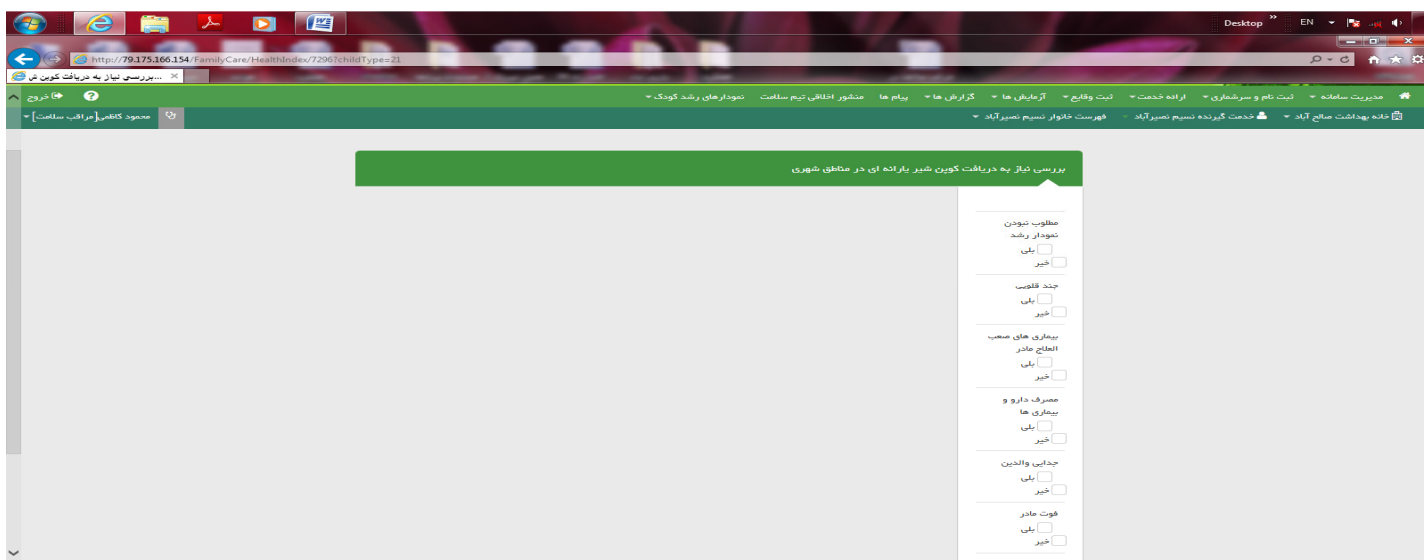 Desktop » EN
http://79.175.166.154/FamilyCare/HealthIndex/7296?childType=21
بررسی نیاز به دریافت کوپن ش...
مدیریت سامانه ثبت نام و سرشماری ارائه خدمت ثبت وقایع آزمایش ها گزارش ها پیام ها منشور اخلاقی تیم سلامت نمودارهای رشد کودک خروج
خانه بهداشت صالح آباد خدمت گیرنده نسیم نصیرآباد فهرست خانوار نسیم نصیرآباد محمود کاظمی[مراقب سلامت]
بررسی نیاز به دریافت کوپن شیر یارانه ای در مناطق شهری
مطلوب نبودن
نمودار رشد
بلی
خیر
چند قلویی
بلی
خیر
بیماری های صعب
العلاج مادر
بلی
خیر
مصرف دارو و
بیماری ها
بلی
خیر
جدایی والدین
بلی
خیر
فوت مادر
بلی
خیر